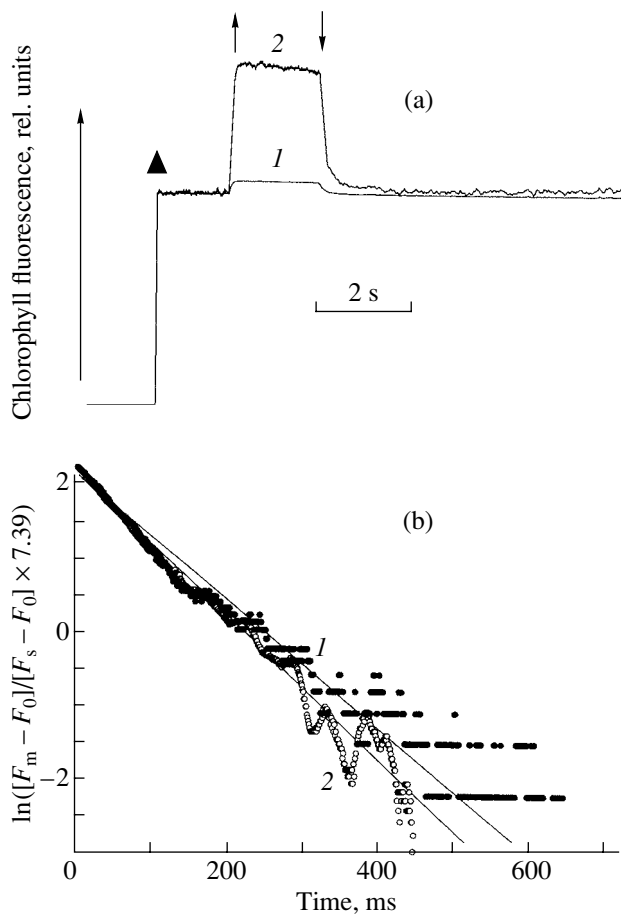 Chlorophyll fluorescence, rel. units
2
(a)
1
2 s
ln([Fm – F0]/[Fs – F0] × 7.39)
2
0
−2
(b)
1
2
0
200
400
600
Time, ms